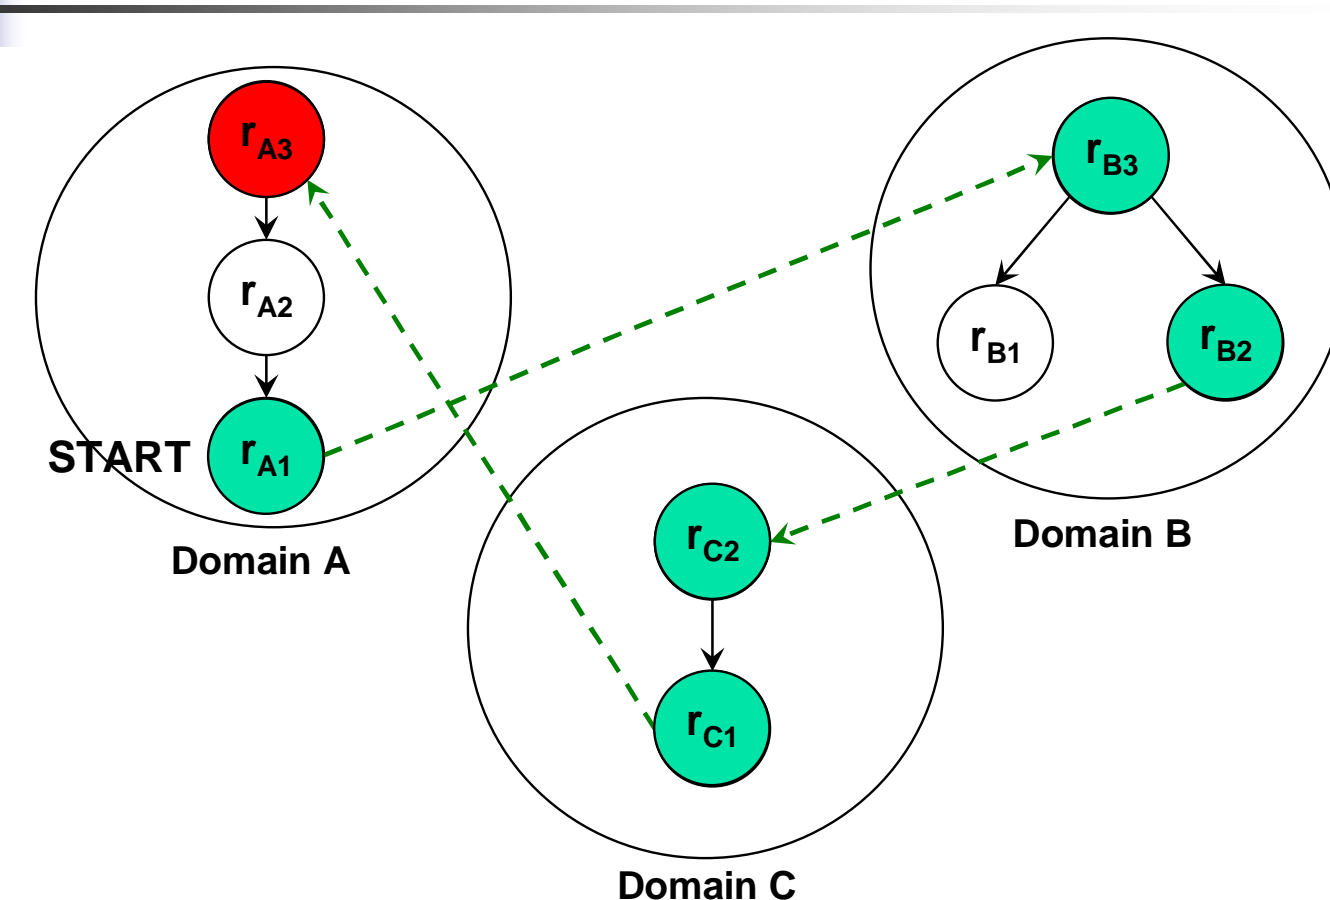 rA3
rA2
START rA1
Domain A
rB3
rB1
rB2
Domain B
rC2
rC1
Domain C